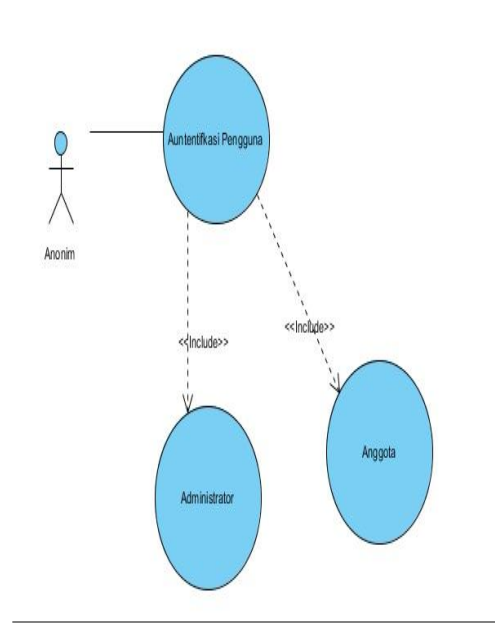 Auntentifkasi Pengguna
Anonim
<<Include>>
<<Include>>
Anggota
Administrator